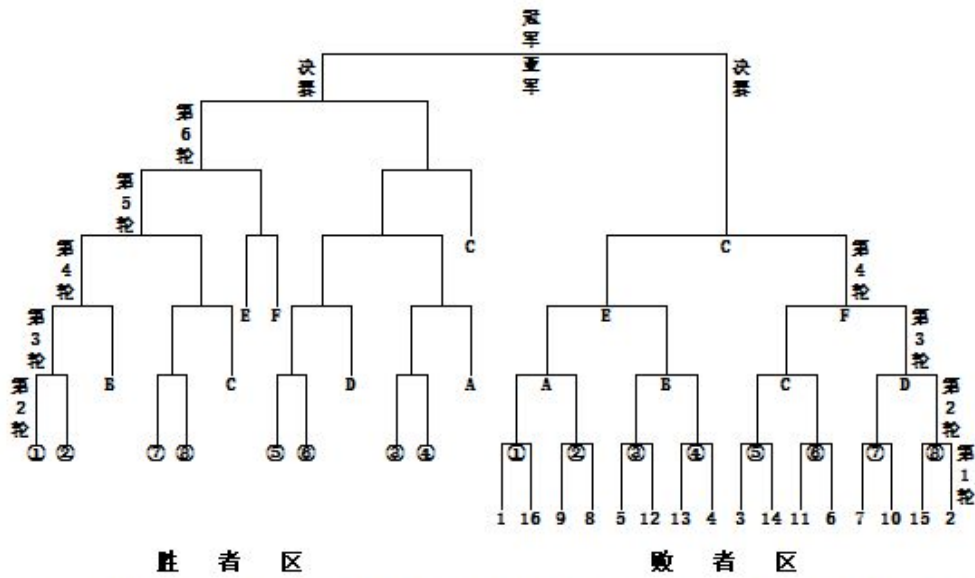 冠军
亚军
决赛
决赛
第6轮
第5轮
C
C
第4轮
第4轮
E F
E
F
第3轮
第3轮
B
C
D
A
A
B
C
D
第2轮
第2轮
① ② ⑦ ⑧ ⑤ ⑥ ③ ④
① ② ③ ④ ⑤ ⑥ ⑦ ⑧
第1轮
1 16 9 8 5 12 13 4 3 14 11 6 7 10 15 2
胜者区
败者区